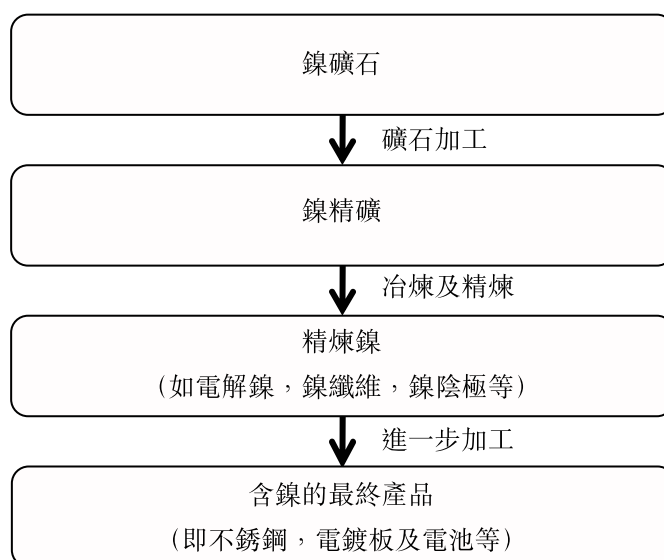 鎳礦石
礦石加工
鎳精礦
冶煉及精煉
精煉鎳
（如電解鎳，鎳纖維，鎳陰極等）
進一步加工
含鎳的最終產品
（即不銹鋼，電鍍板及電池等）